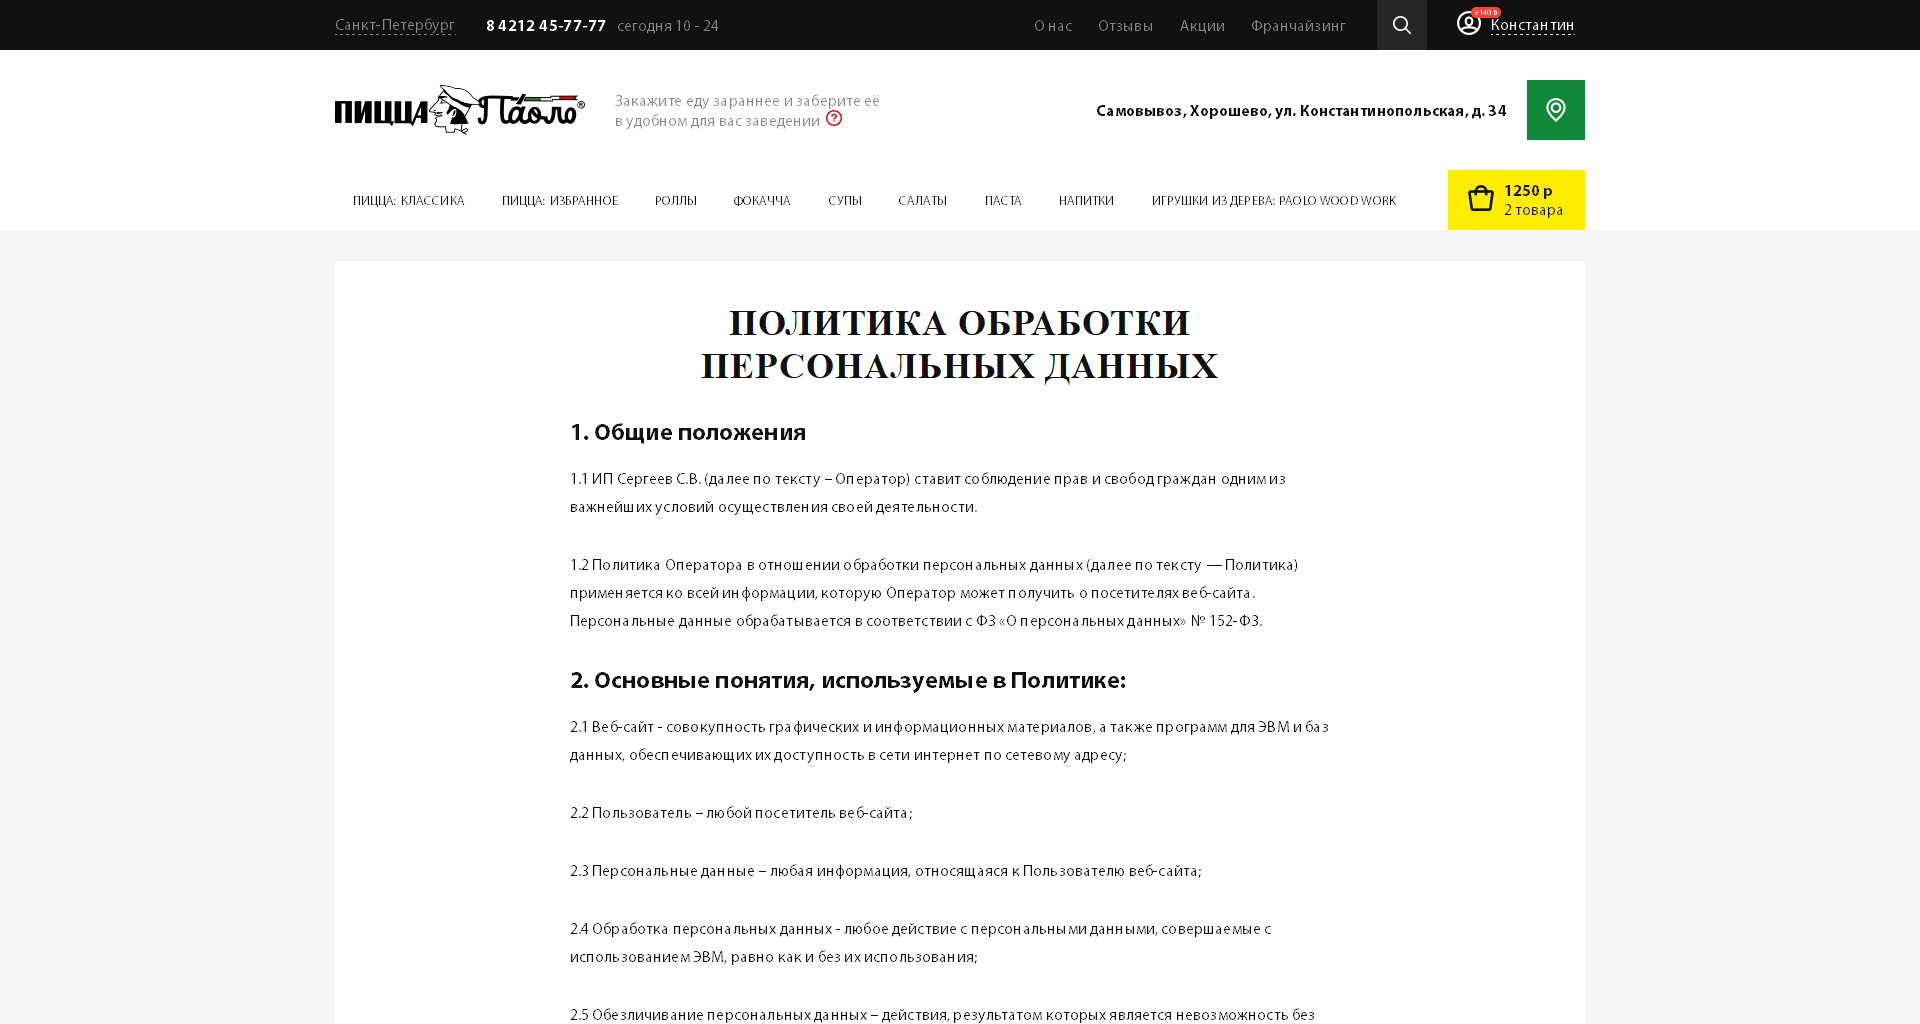 Санкт-Петербург 8 4212 45-77-77 сегодня 10 - 24 О нас Отзывы Акции Франчайзинг +140 Б Константин
ПИЦЦА Паоло®
Закажите еду зараннее и заберите её
в удобном для вас заведении ?
Самовывоз, Хорошево, ул. Константинопольская, д. 34
ПИЦЦА: КЛАССИКА ПИЦЦА: ИЗБРАННОЕ РОЛЛЫ ФОКАЧЧА СУПЫ САЛАТЫ ПАСТА НАПИТКИ ИГРУШКИ ИЗ ДЕРЕВА: PAOLO WOOD WORK
1250 р
2 товара
ПОЛИТИКА ОБРАБОТКИ
ПЕРСОНАЛЬНЫХ ДАННЫХ
1. Общие положения
1.1 ИП Сергеев С.В. (далее по тексту – Оператор) ставит соблюдение прав и свобод граждан одним из
важнейших условий осуществления своей деятельности.
1.2 Политика Оператора в отношении обработки персональных данных (далее по тексту — Политика)
применяется ко всей информации, которую Оператор может получить о посетителях веб-сайта.
Персональные данные обрабатывается в соответствии с ФЗ «О персональных данных» № 152-ФЗ.
2. Основные понятия, используемые в Политике:
2.1 Веб-сайт - совокупность графических и информационных материалов, а также программ для ЭВМ и баз
данных, обеспечивающих их доступность в сети интернет по сетевому адресу;
2.2 Пользователь – любой посетитель веб-сайта;
2.3 Персональные данные – любая информация, относящаяся к Пользователю веб-сайта;
2.4 Обработка персональных данных - любое действие с персональными данными, совершаемые с
использованием ЭВМ, равно как и без их использования;
2.5 Обезличивание персональных данных – действия, результатом которых является невозможность без